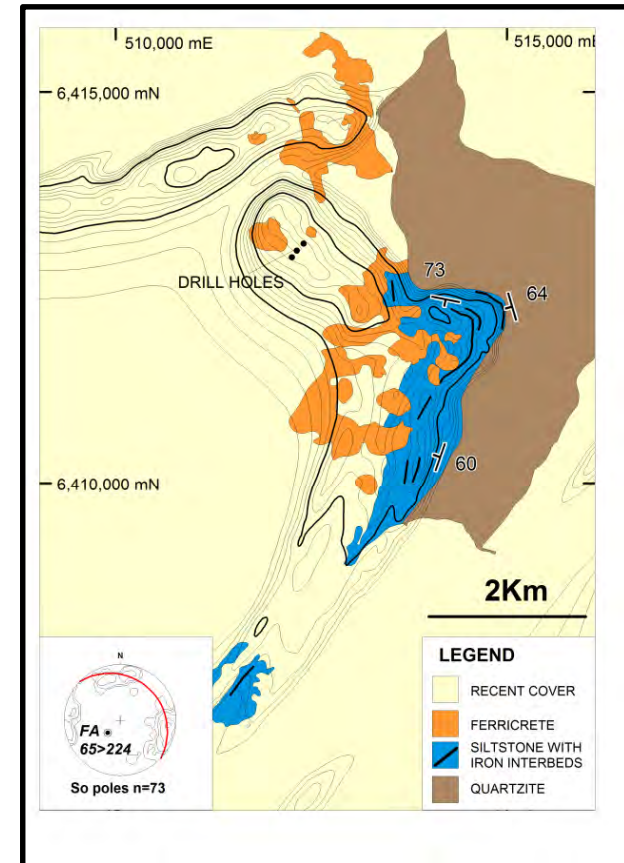 510,000 mE
515,000 mE
6,415,000 mN
73
64
DRILL HOLES
6,410,000 mN
60
2Km
N
FA
65>224
So poles n=73
LEGEND
RECENT COVER
FERRICRETE
SILTSTONE WITH
IRON INTERBEDS
QUARTZITE